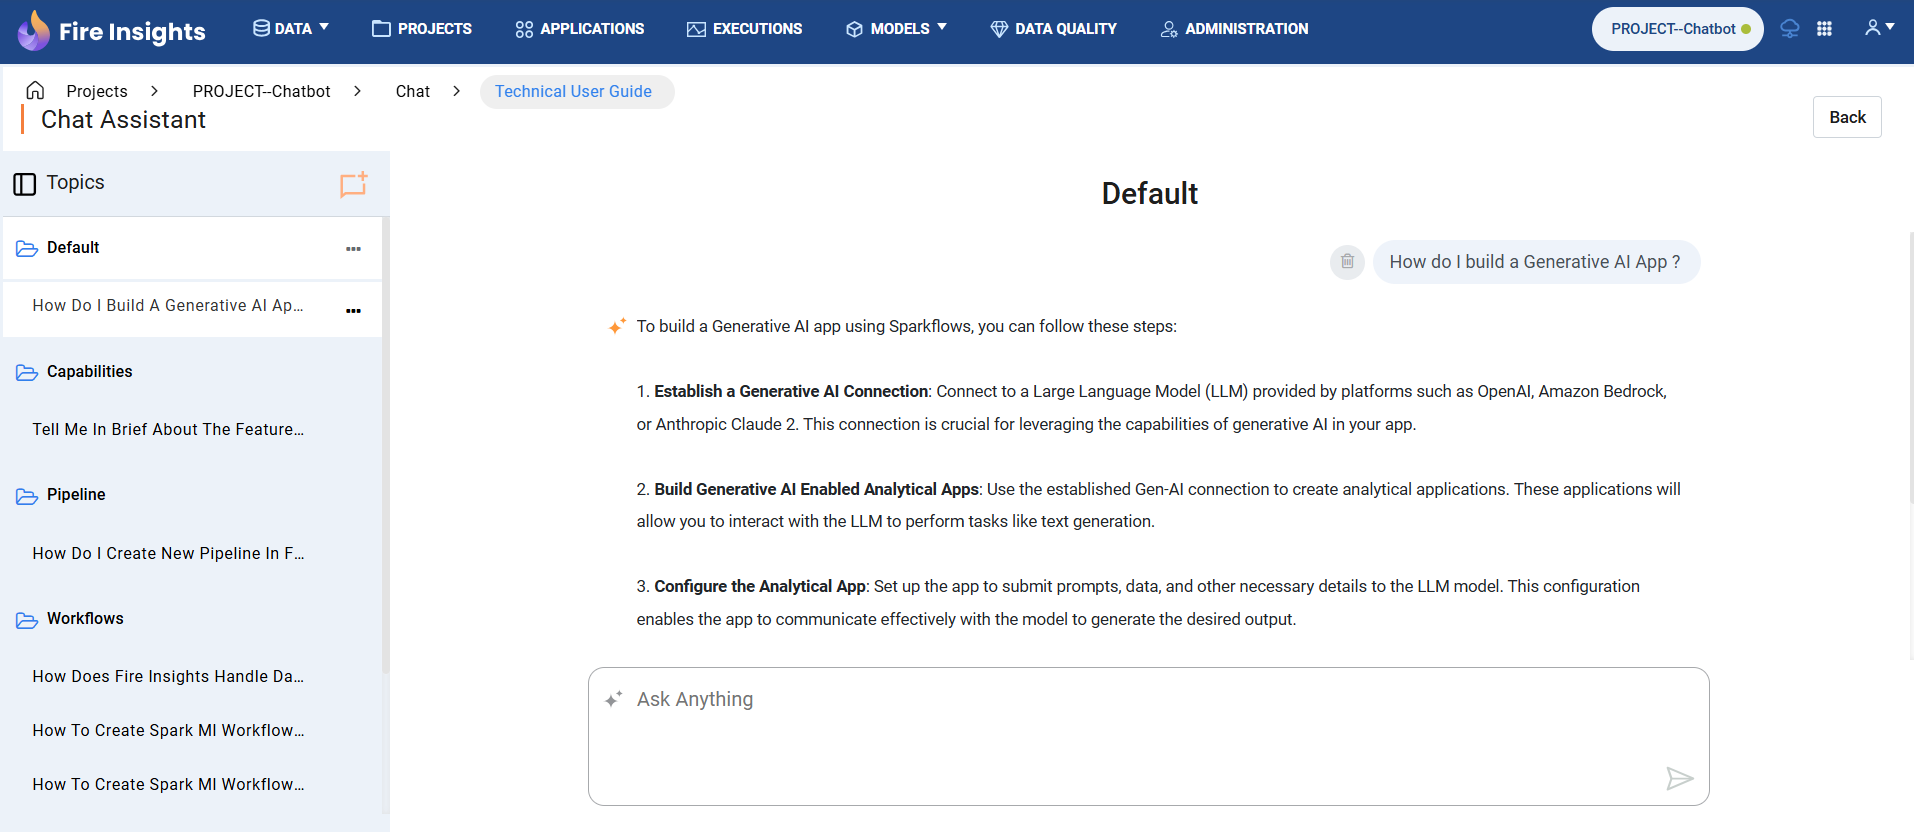 Fire Insights
DATA
PROJECTS
APPLICATIONS
EXECUTIONS
MODELS
DATA QUALITY
ADMINISTRATION
PROJECT--Chatbot
Projects > PROJECT--Chatbot > Chat > Technical User Guide
Chat Assistant
Back
Topics
Default
How Do I Build A Generative AI Ap...
Capabilities
Tell Me In Brief About The Feature...
Pipeline
How Do I Create New Pipeline In F...
Workflows
How Does Fire Insights Handle Da...
How To Create Spark Ml Workflow...
How To Create Spark Ml Workflow...
Default
How do I build a Generative AI App ?
To build a Generative AI app using Sparkflows, you can follow these steps:
1. Establish a Generative AI Connection: Connect to a Large Language Model (LLM) provided by platforms such as OpenAI, Amazon Bedrock,
or Anthropic Claude 2. This connection is crucial for leveraging the capabilities of generative AI in your app.
2. Build Generative AI Enabled Analytical Apps: Use the established Gen-AI connection to create analytical applications. These applications will
allow you to interact with the LLM to perform tasks like text generation.
3. Configure the Analytical App: Set up the app to submit prompts, data, and other necessary details to the LLM model. This configuration
enables the app to communicate effectively with the model to generate the desired output.
Ask Anything